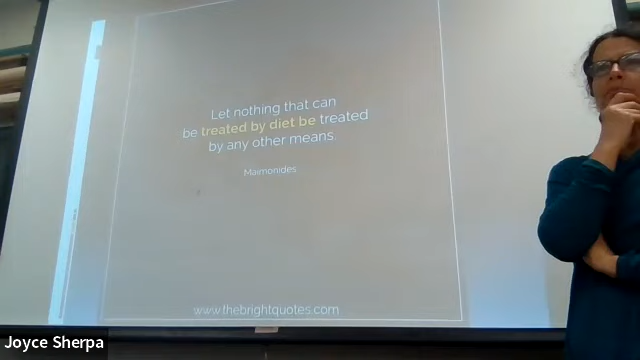 Let nothing that can
be treated by diet be treated
by any other means.
Maimonides
www.thebrightquotes.com
Joyce Sherpa